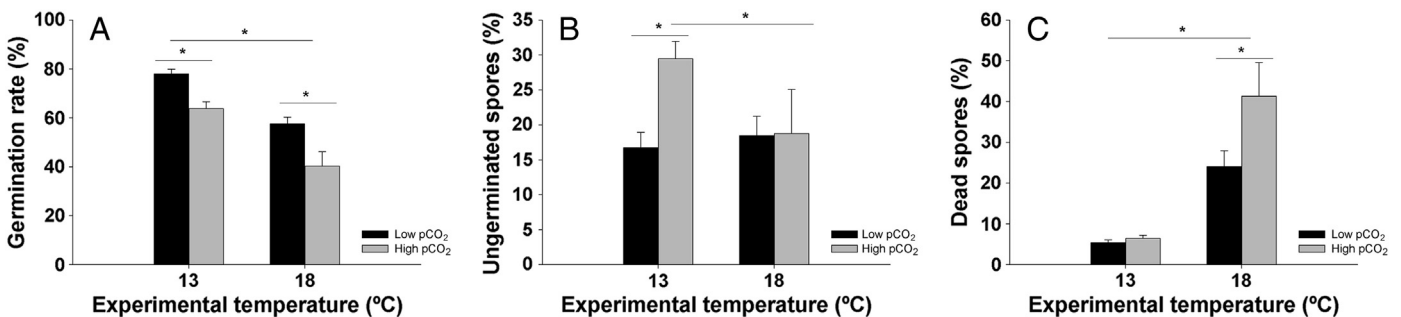 A
Germination rate (%)
100
80
60
40
20
0
*
*
*
Low pCO₂
High pCO₂
13
18
Experimental temperature (ºC)
B
Ungerminated spores (%)
35
30
25
20
15
10
5
0
*
*
Low pCO₂
High pCO₂
13
18
Experimental temperature (ºC)
C
Dead spores (%)
60
50
40
30
20
10
0
*
*
Low pCO₂
High pCO₂
13
18
Experimental temperature (ºC)